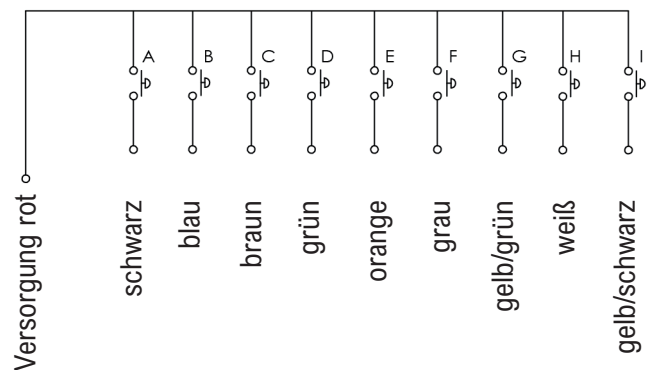 A B C D E F G H I
Versorgung rot
schwarz
blau
braun
grün
orange
grau
gelb/grün
weiß
gelb/schwarz